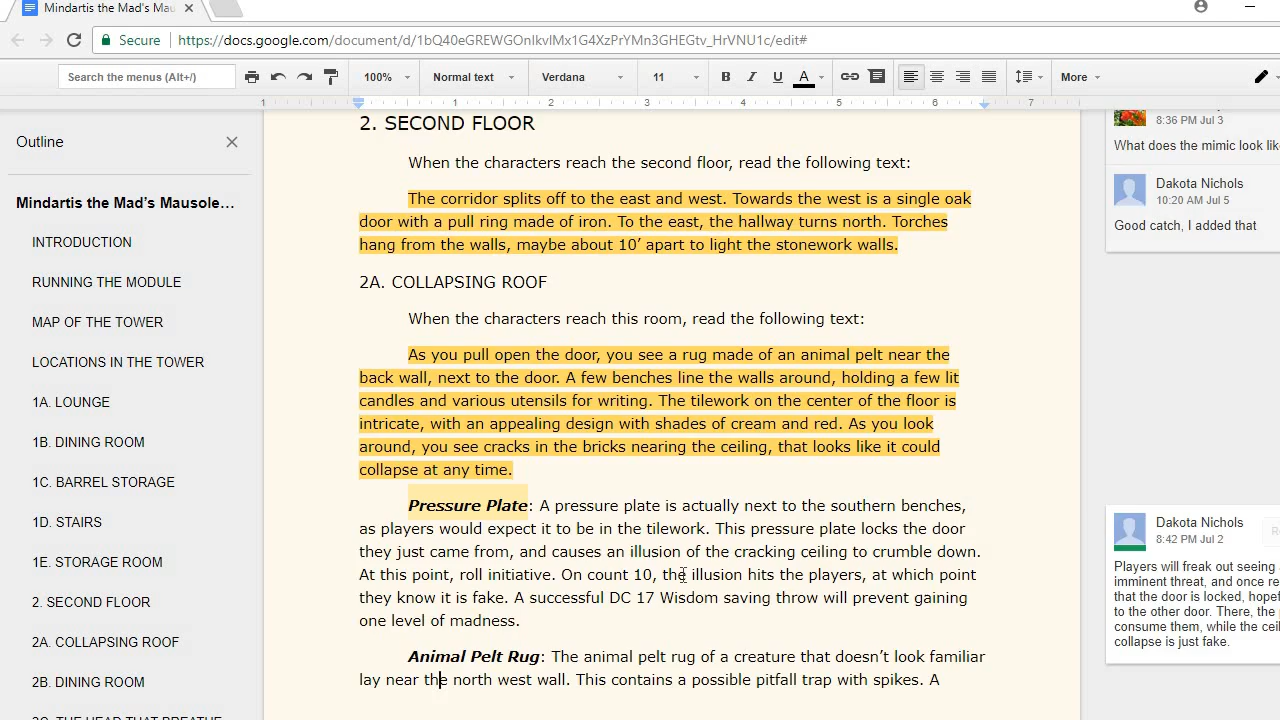 Mindartis the Mad's Mau
Secure
https://docs.google.com/document/d/1bQ40eGREWGOnIkvlMx1G4XzPrYMn3GHEGtv_HrVNU1c/edit#
Search the menus (Alt+/)
100%
Normal text
Verdana
11
B I U A
More
1 1 2 3 4 5 6 7
Outline
Mindartis the Mad's Mausole...
INTRODUCTION
RUNNING THE MODULE
MAP OF THE TOWER
LOCATIONS IN THE TOWER
1A. LOUNGE
1B. DINING ROOM
1C. BARREL STORAGE
1D. STAIRS
1E. STORAGE ROOM
2. SECOND FLOOR
2A. COLLAPSING ROOF
2B. DINING ROOM
2C. THE HEAD THAT BREATHE
2. SECOND FLOOR
When the characters reach the second floor, read the following text:
The corridor splits off to the east and west. Towards the west is a single oak
door with a pull ring made of iron. To the east, the hallway turns north. Torches
hang from the walls, maybe about 10’ apart to light the stonework walls.
2A. COLLAPSING ROOF
When the characters reach this room, read the following text:
As you pull open the door, you see a rug made of an animal pelt near the
back wall, next to the door. A few benches line the walls around, holding a few lit
candles and various utensils for writing. The tilework on the center of the floor is
intricate, with an appealing design with shades of cream and red. As you look
around, you see cracks in the bricks nearing the ceiling, that looks like it could
collapse at any time.
Pressure Plate: A pressure plate is actually next to the southern benches,
as players would expect it to be in the tilework. This pressure plate locks the door
they just came from, and causes an illusion of the cracking ceiling to crumble down.
At this point, roll initiative. On count 10, the illusion hits the players, at which point
they know it is fake. A successful DC 17 Wisdom saving throw will prevent gaining
one level of madness.
Animal Pelt Rug: The animal pelt rug of a creature that doesn’t look familiar
lay near the north west wall. This contains a possible pitfall trap with spikes. A
8:36 PM Jul 3
What does the mimic look lik
Dakota Nichols
10:20 AM Jul 5
Good catch, I added that
Dakota Nichols
8:42 PM Jul 2
Players will freak out seeing a
imminent threat, and once re
that the door is locked, hopef
to the other door. There, the
consume them, while the ceil
collapse is just fake.